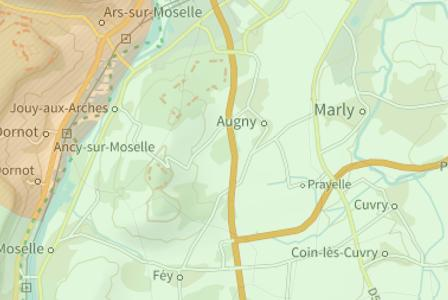 Ars-sur-Moselle
Jouy-aux-Arches
Marly
Augny
Dornot
Ancy-sur-Moselle
Dornot
Prayelle
P
Cuvry
Moselle
Coin-lès-Cuvry
Féy